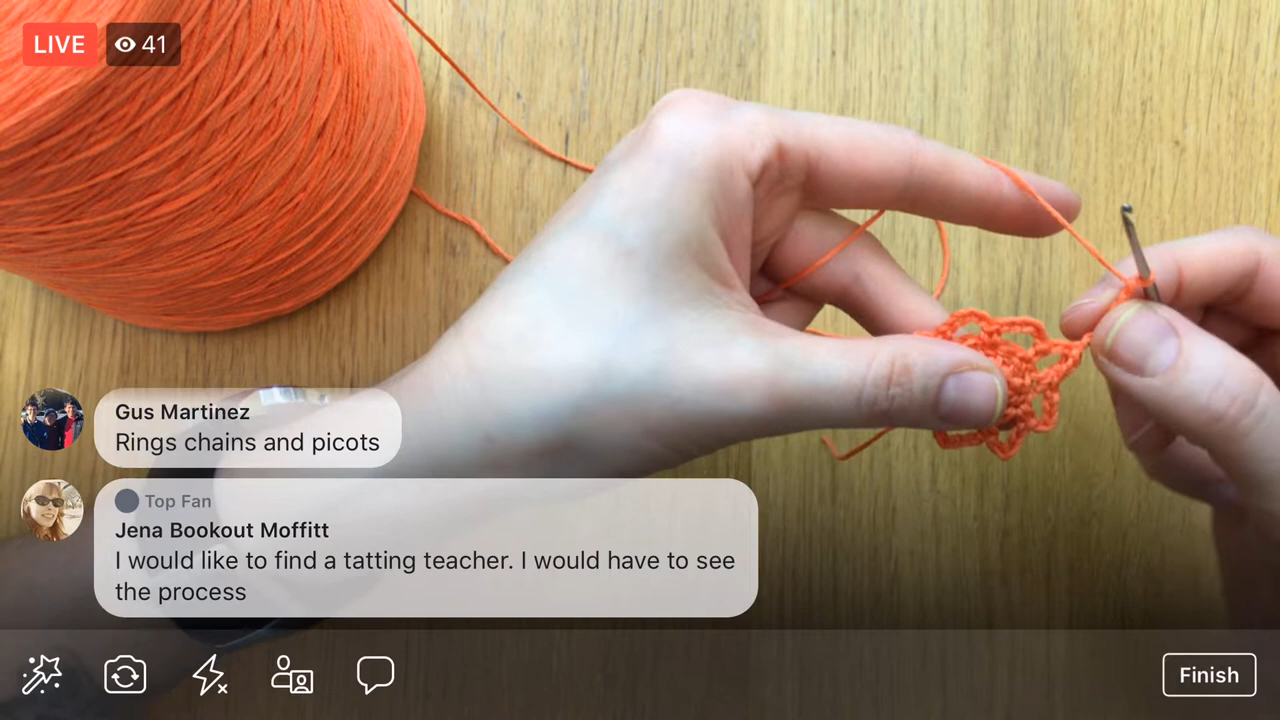 LIVE 41
Gus Martinez
Rings chains and picots
Top Fan
Jena Bookout Moffitt
I would like to find a tatting teacher. I would have to see
the process
Finish